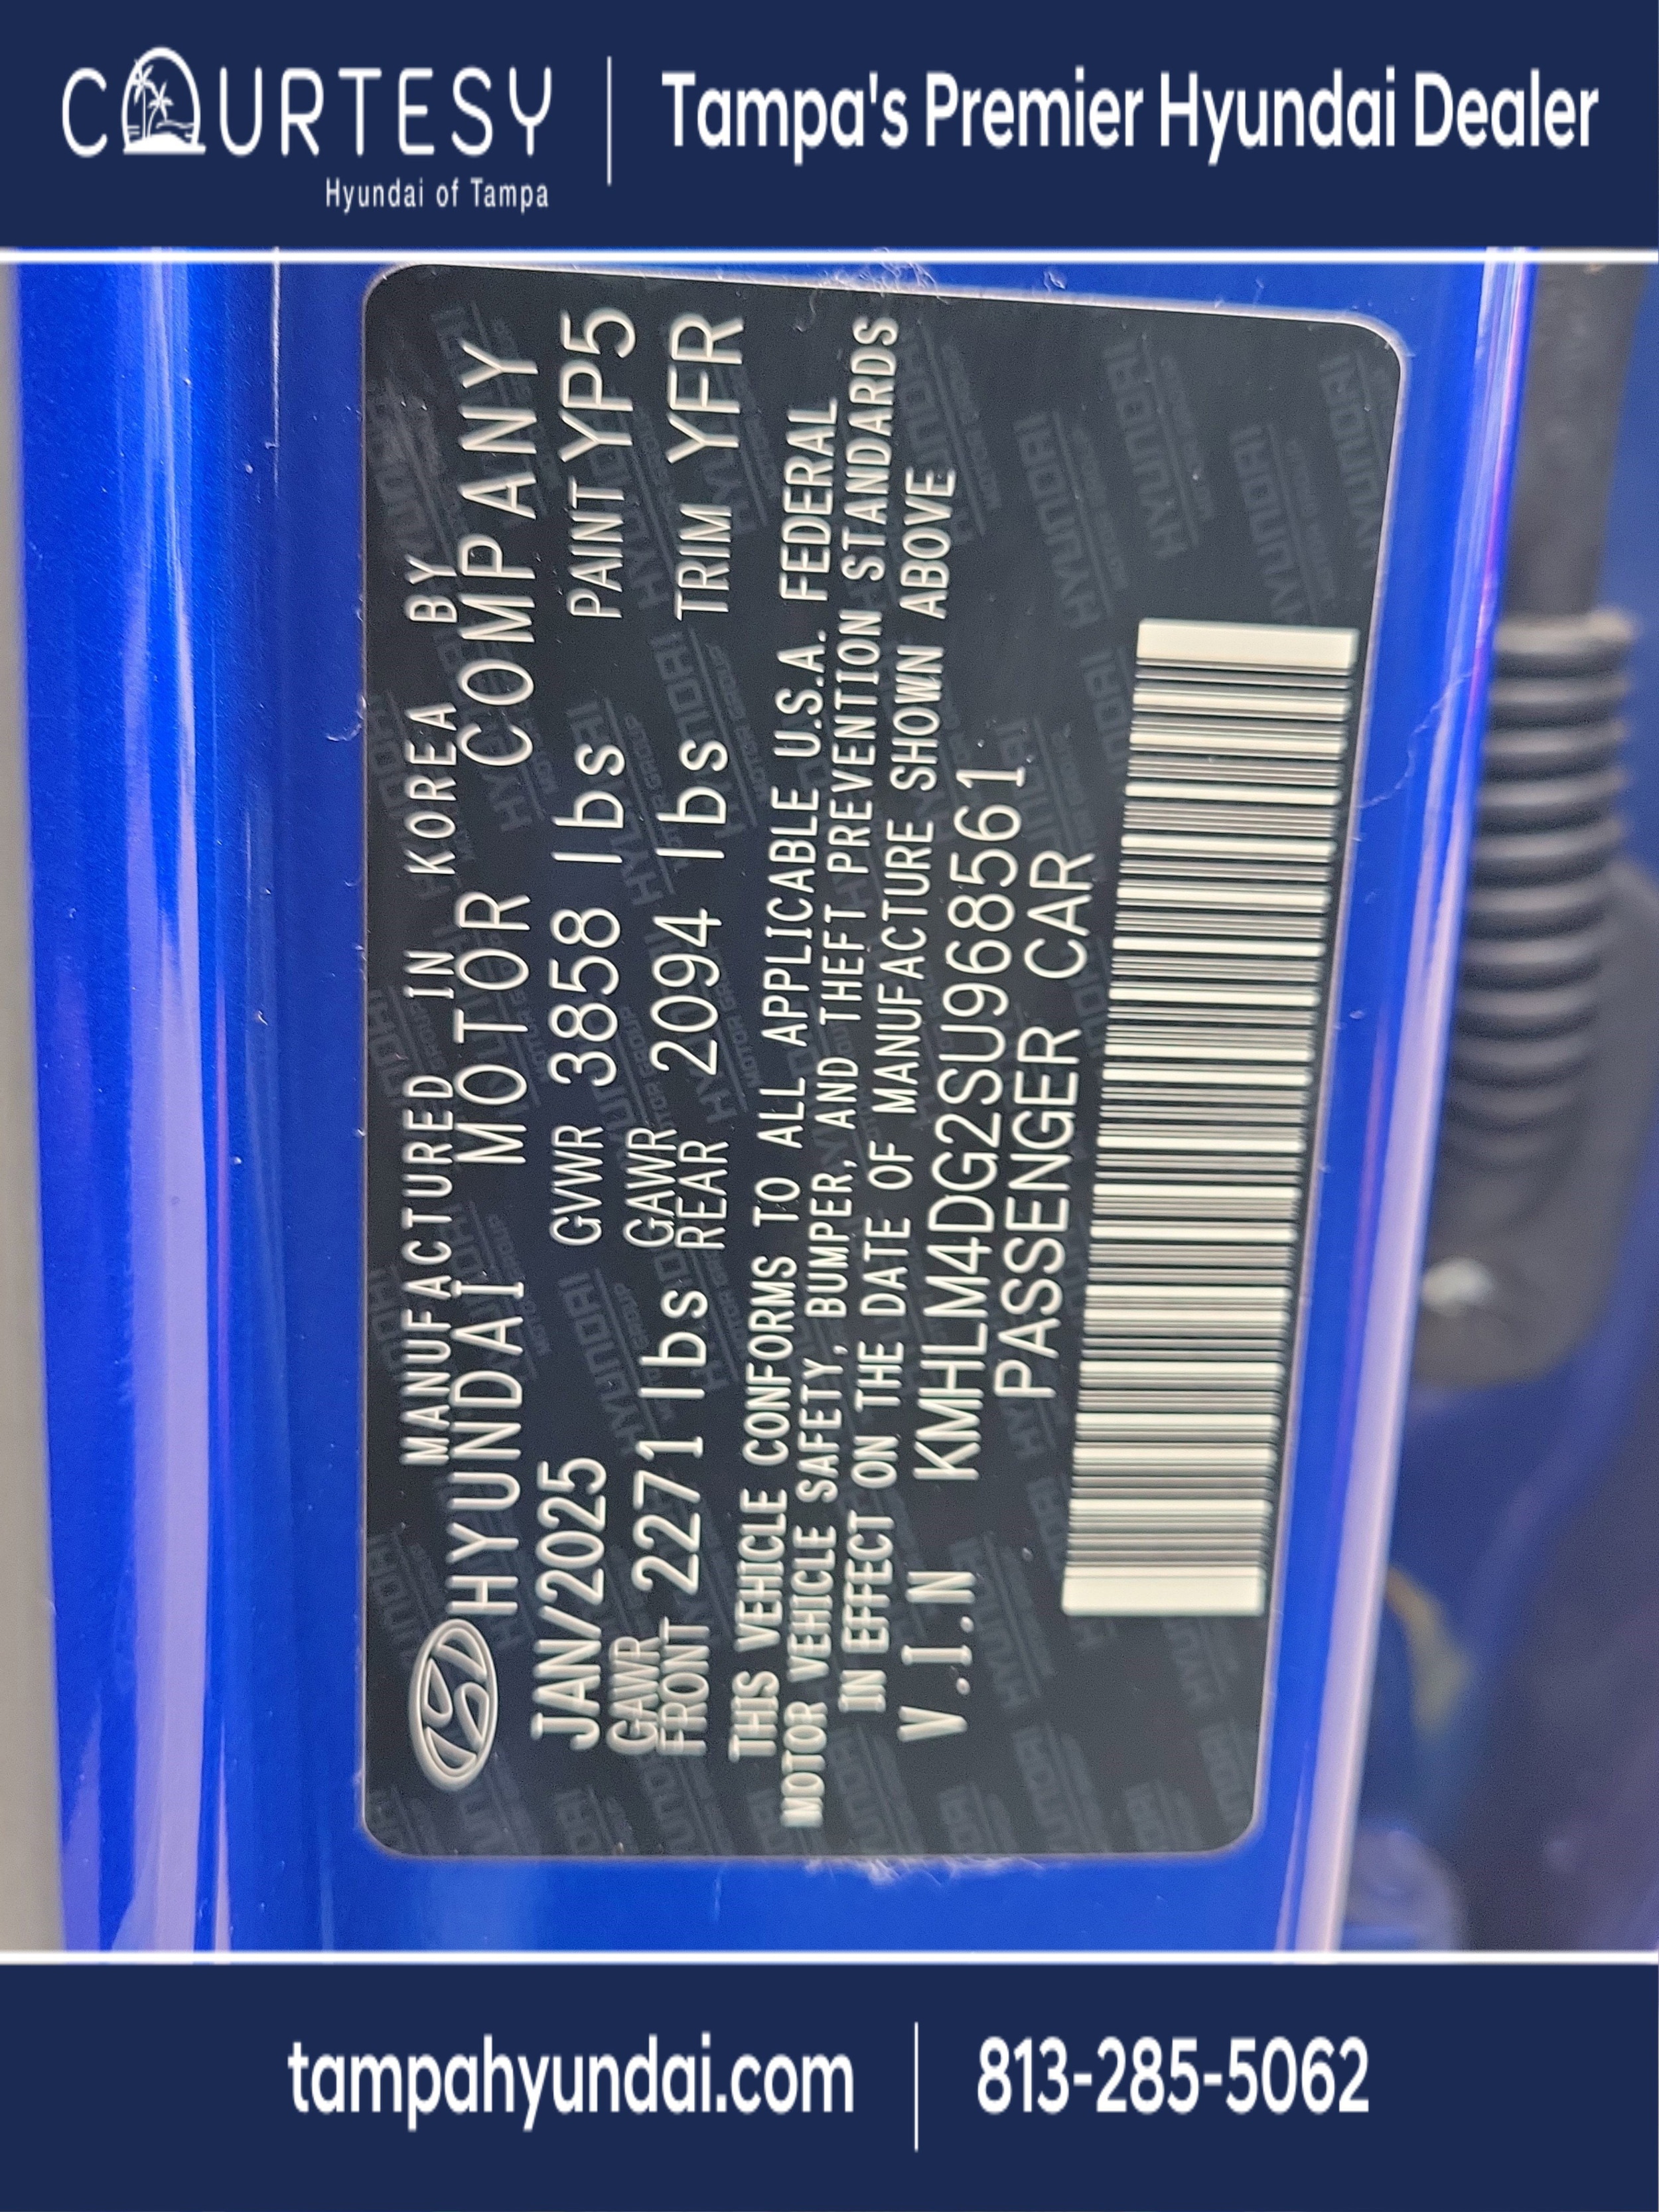 COURTESY
Hyundai of Tampa
Tampa's Premier Hyundai Dealer
MANUFACTURED IN KOREA BY
HYUNDAI MOTOR COMPANY
JAN/2025 GVWR 3858 lbs PAINT YP5
GAWR FRONT 2271 lbs GAWR REAR 2094 lbs TRIM YFR
THIS VEHICLE CONFORMS TO ALL APPLICABLE U.S.A. FEDERAL
MOTOR VEHICLE SAFETY, BUMPER, AND THEFT PREVENTION STANDARDS
IN EFFECT ON THE DATE OF MANUFACTURE SHOWN ABOVE
V.I.N KMHLM4DG2SU968561
PASSENGER CAR
tampahyundai.com
813-285-5062